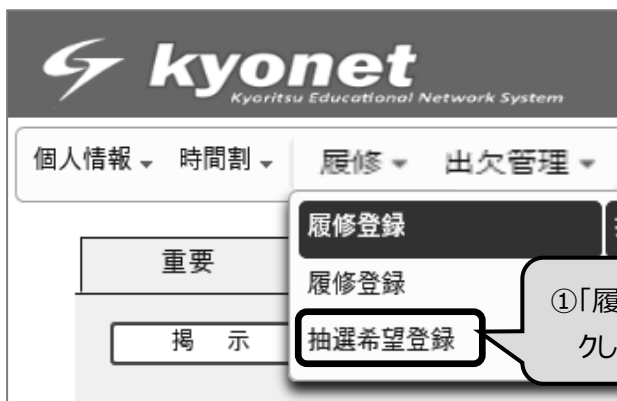 kyonet
Kyoritsu Educational Network System
個人情報 時間割 履修 出欠管理
履修登録
重要
履修登録
①「履
掲 示
抽選希望登録
クし